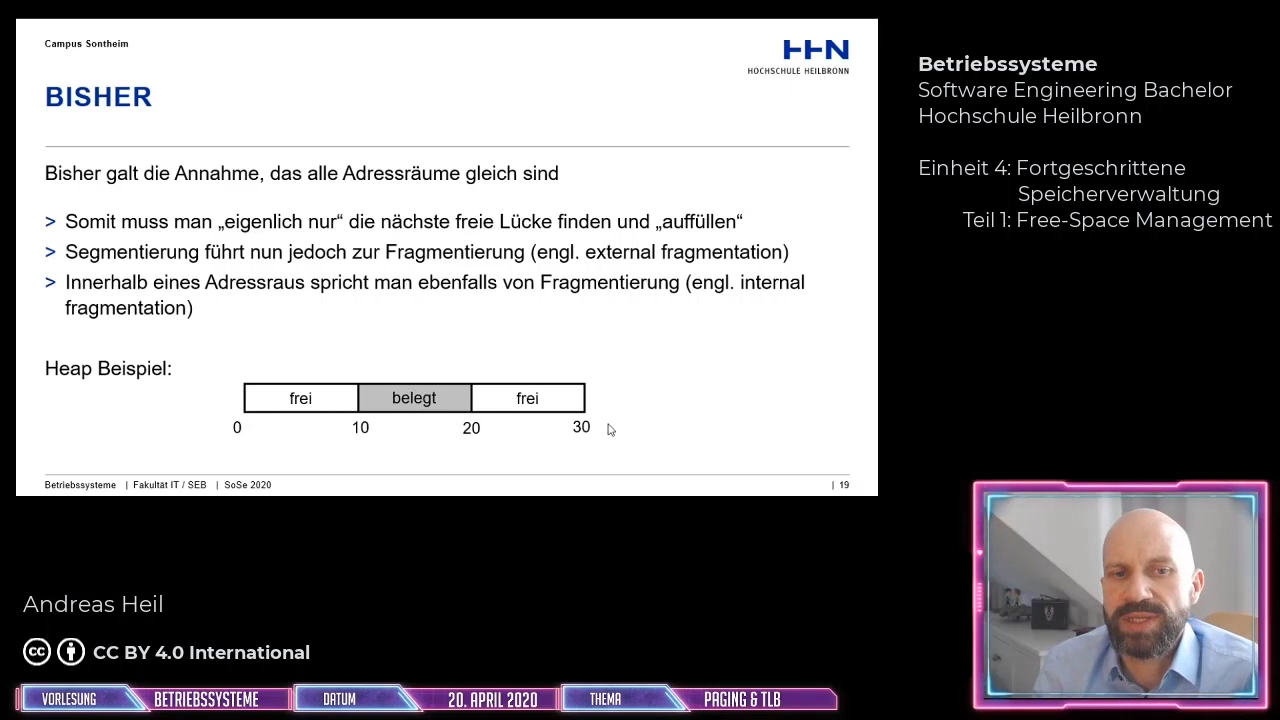 Campus Sontheim
HHN
HOCHSCHULE HEILBRONN
BISHER
Bisher galt die Annahme, das alle Adressräume gleich sind
> Somit muss man „eigenlich nur“ die nächste freie Lücke finden und „auffüllen“
> Segmentierung führt nun jedoch zur Fragmentierung (engl. external fragmentation)
> Innerhalb eines Adressraus spricht man ebenfalls von Fragmentierung (engl. internal
fragmentation)
Heap Beispiel:
frei belegt frei
0 10 20 30
Betriebssysteme | Fakultät IT / SEB | SoSe 2020 | 19
Betriebssysteme
Software Engineering Bachelor
Hochschule Heilbronn
Einheit 4: Fortgeschrittene
Speicherverwaltung
Teil 1: Free-Space Management
Andreas Heil
cc CC BY 4.0 International
VORLESUNG BETRIEBSSYSTEME DATUM 20. APRIL 2020 THEMA PAGING & TLB